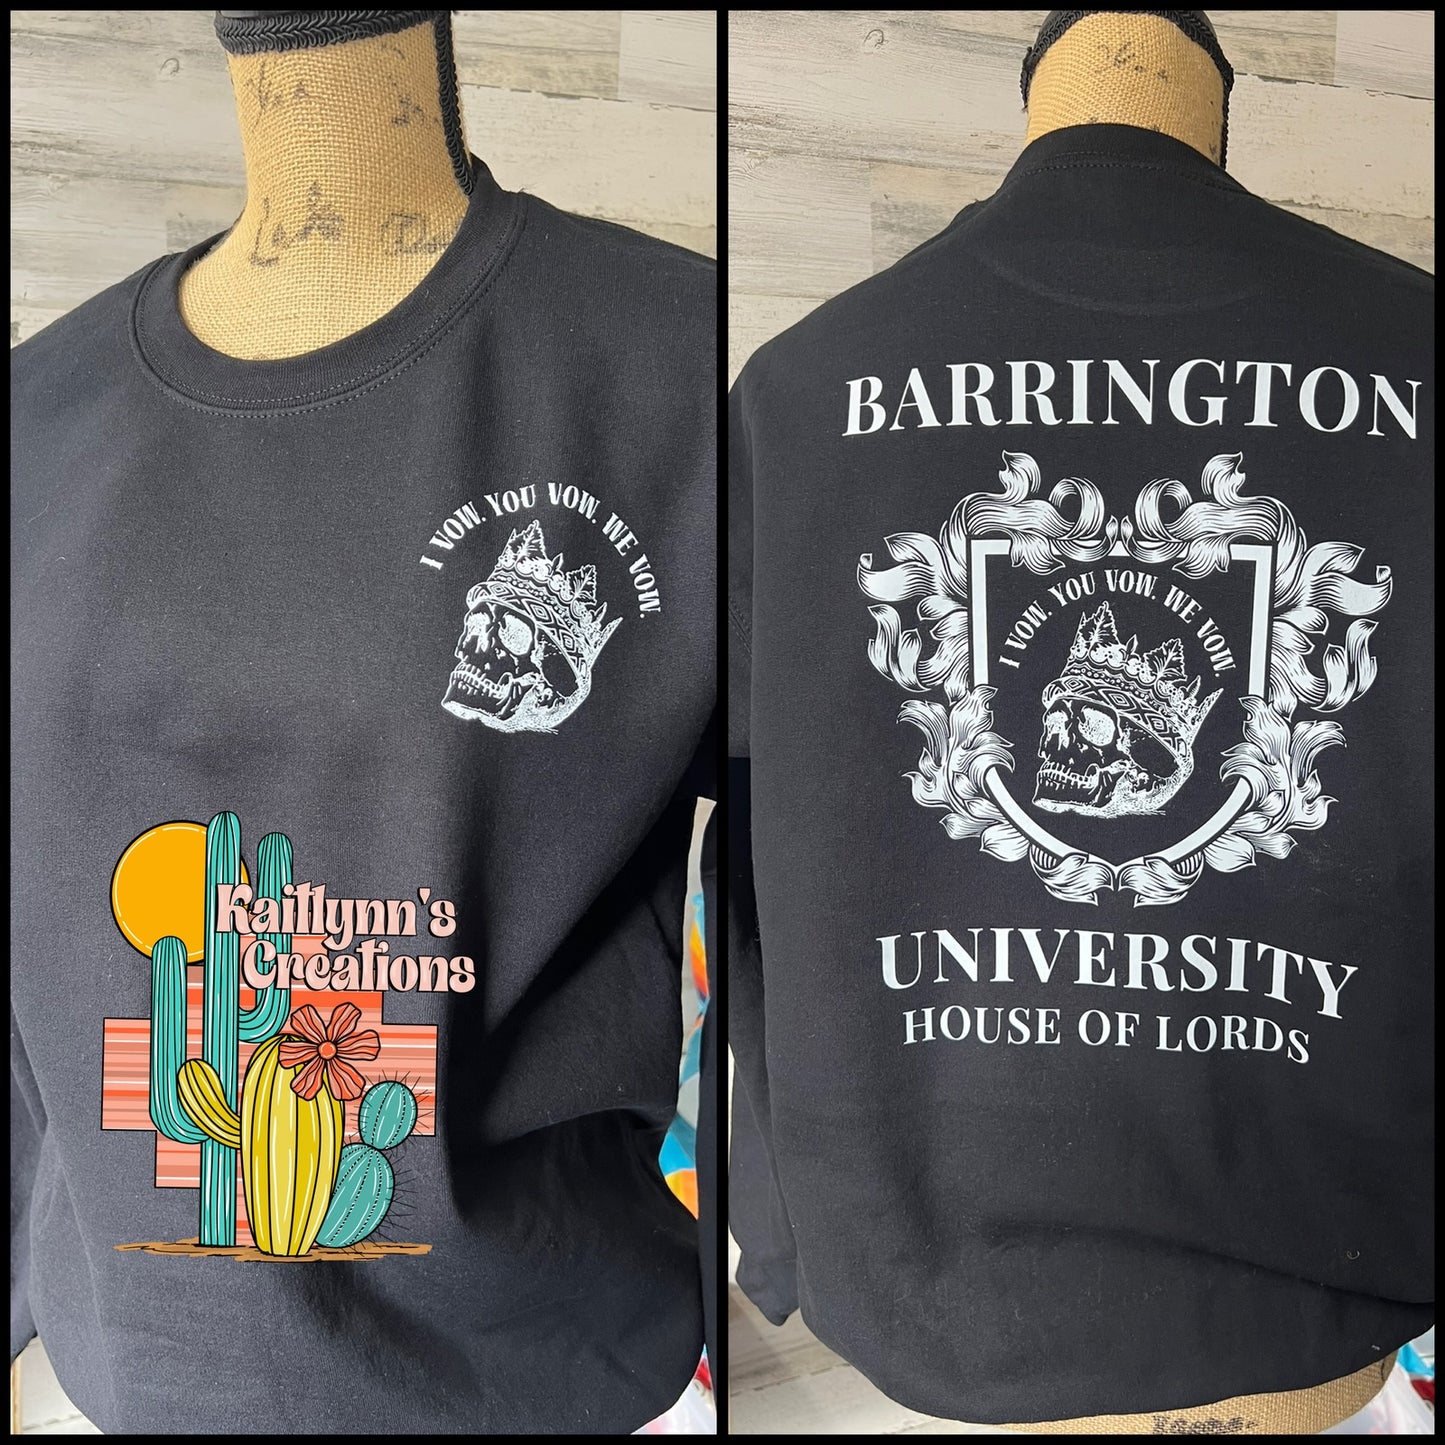 I VOW. YOU VOW. WE VOW.
Kaitlynn's
Creations
BARRINGTON
I VOW. YOU VOW. WE VOW.
UNIVERSITY
HOUSE OF LORDS